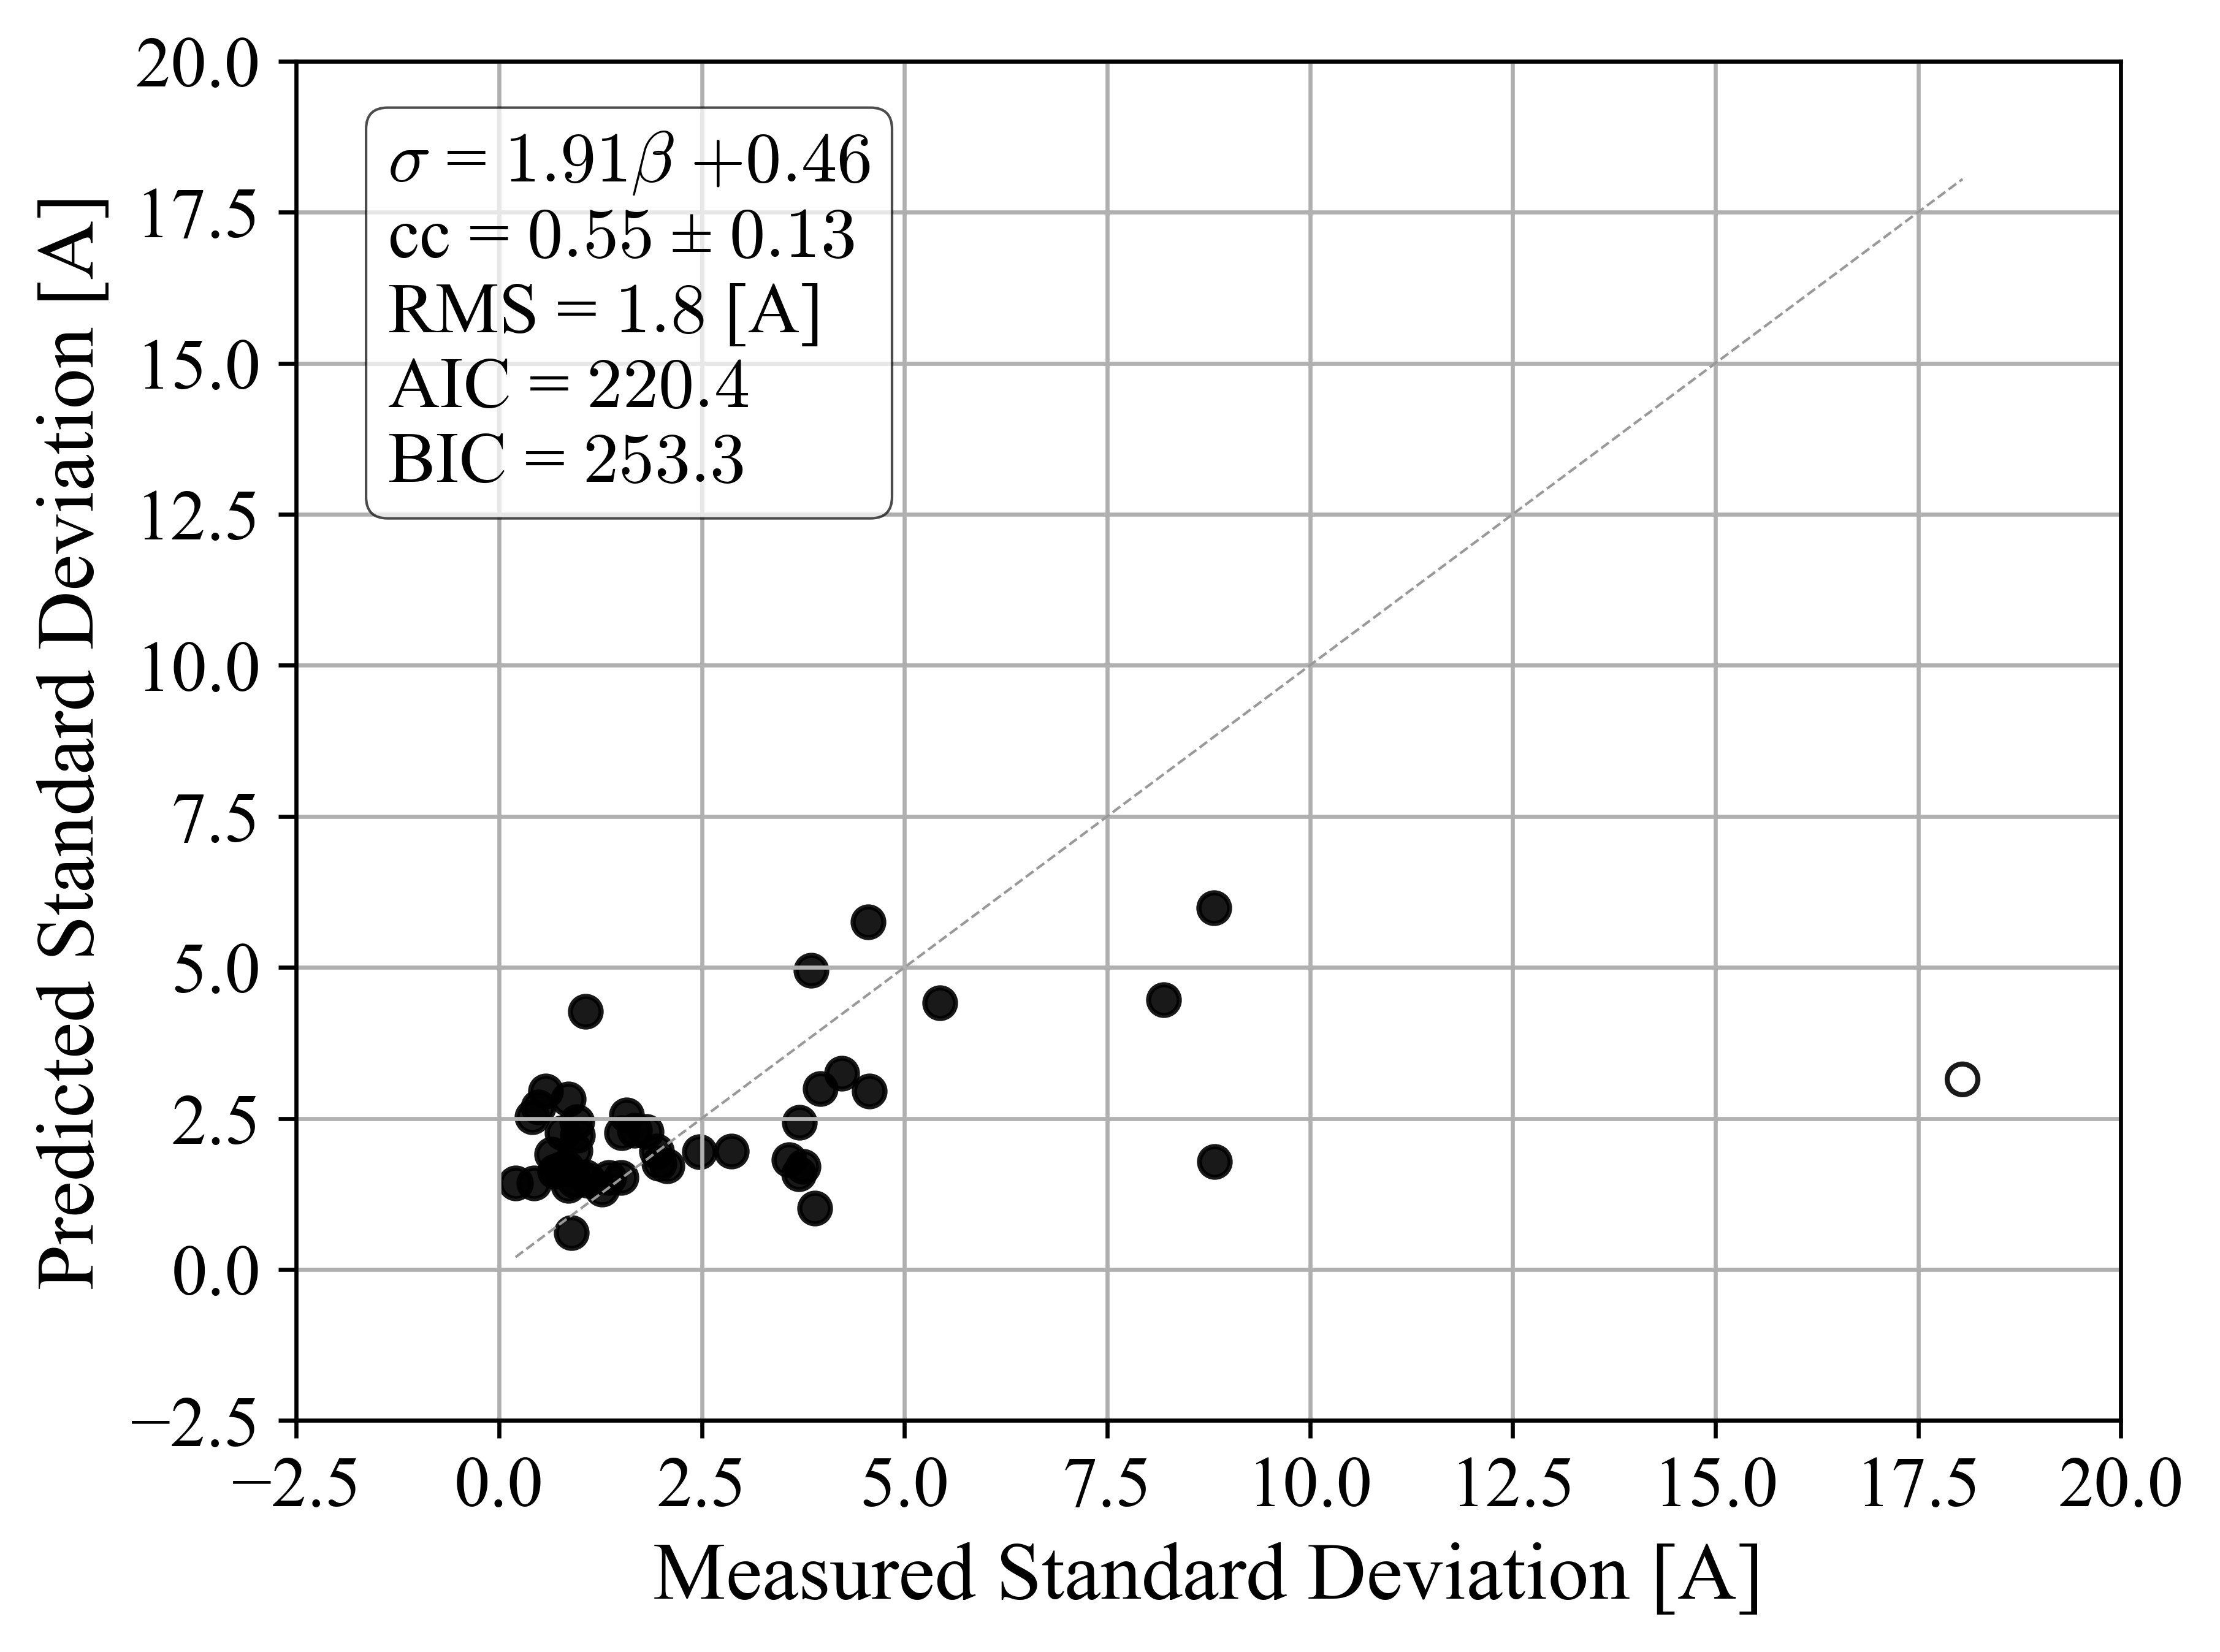 20.0
17.5
15.0
12.5
10.0
7.5
5.0
2.5
0.0
−2.5
Predicted Standard Deviation [A]
σ = 1.91β +0.46
cc = 0.55 ± 0.13
RMS = 1.8 [A]
AIC = 220.4
BIC = 253.3
−2.5 0.0 2.5 5.0 7.5 10.0 12.5 15.0 17.5 20.0
Measured Standard Deviation [A]